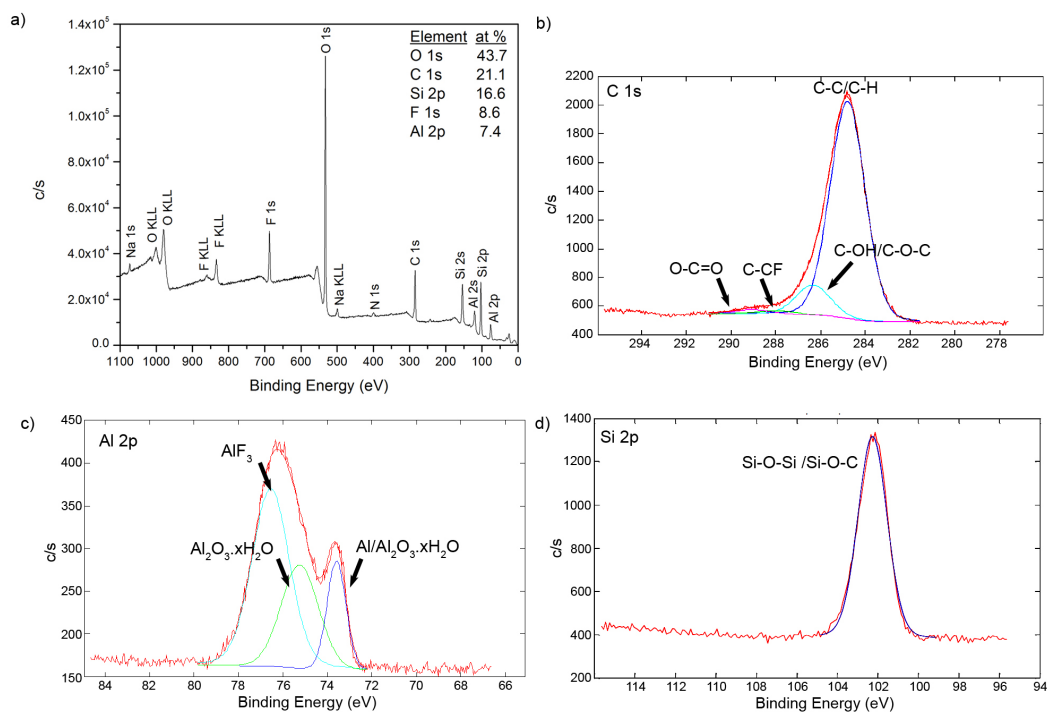 a)
1.4x10⁵
1.2x10⁵
1.0x10⁵
8.0x10⁴
6.0x10⁴
4.0x10⁴
2.0x10⁴
0.0
c/s
1100 1000 900 800 700 600 500 400 300 200 100 0
Binding Energy (eV)
Na 1s
O KLL
O KLL
F KLL
F KLL
F 1s
O 1s
Na KLL
N 1s
C 1s
Si 2s
Al 2s
Si 2p
Al 2p
Element at %
O 1s 43.7
C 1s 21.1
Si 2p 16.6
F 1s 8.6
Al 2p 7.4
b)
C 1s
2200
2000
1800
1600
1400
1200
1000
800
600
400
c/s
C-C/C-H
C-OH/C-O-C
C-CF
O-C=O
294 292 290 288 286 284 282 280 278
Binding Energy (eV)
c)
Al 2p
450
400
350
300
250
200
150
c/s
AlF₃
Al₂O₃.xH₂O
Al/Al₂O₃.xH₂O
84 82 80 78 76 74 72 70 68 66
Binding Energy (eV)
d)
Si 2p
1400
1200
1000
800
600
400
200
c/s
Si-O-Si /Si-O-C
114 112 110 108 106 104 102 100 98 96 94
Binding Energy (eV)